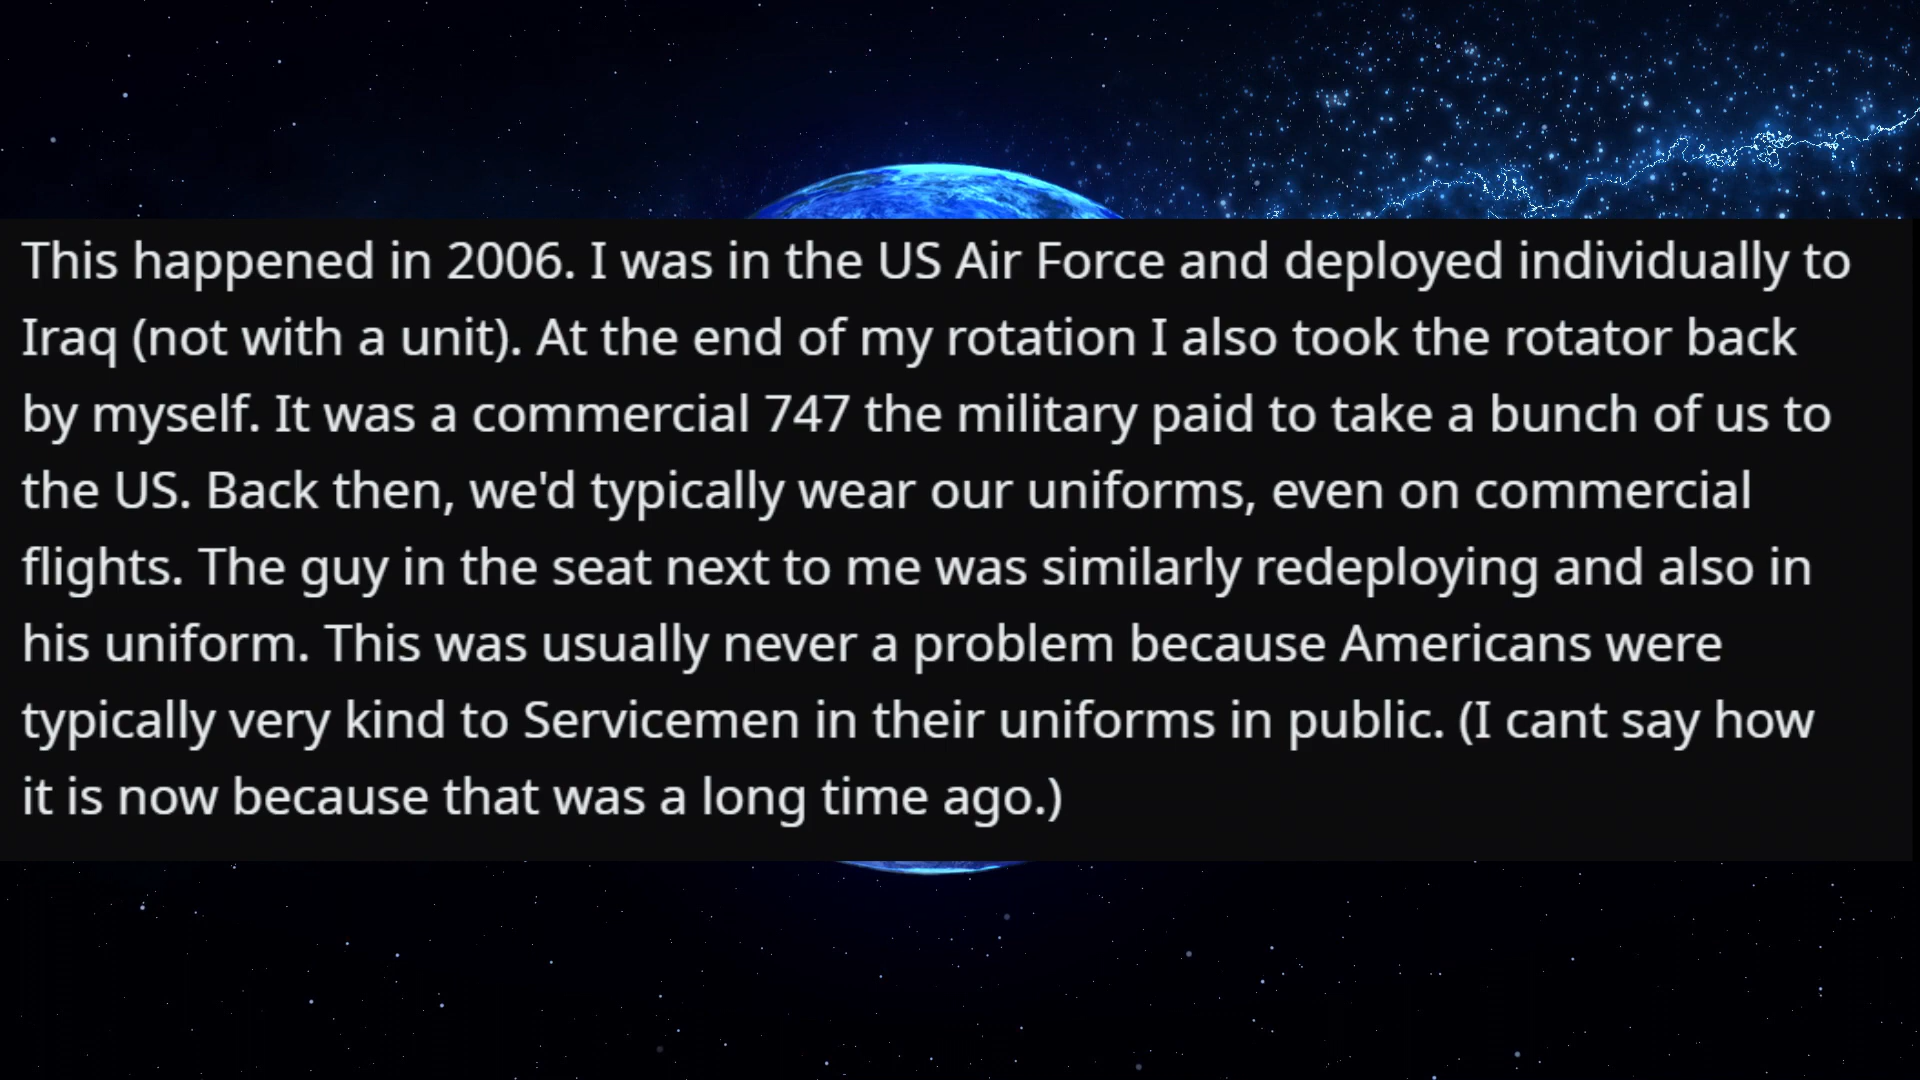 This happened in 2006. I was in the US Air Force and deployed individually to
Iraq (not with a unit). At the end of my rotation I also took the rotator back
by myself. It was a commercial 747 the military paid to take a bunch of us to
the US. Back then, we'd typically wear our uniforms, even on commercial
flights. The guy in the seat next to me was similarly redeploying and also in
his uniform. This was usually never a problem because Americans were
typically very kind to Servicemen in their uniforms in public. (I cant say how
it is now because that was a long time ago.)